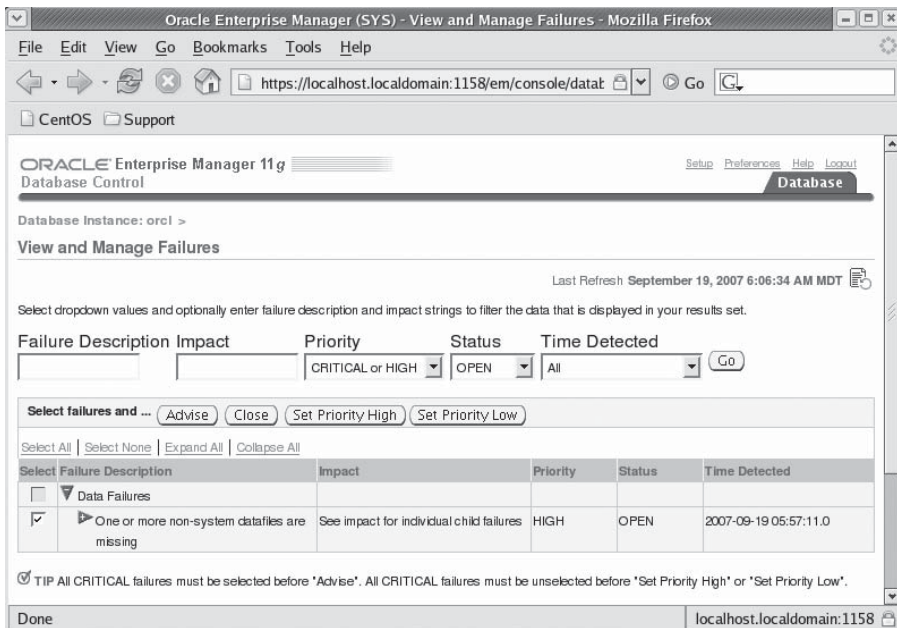 Oracle Enterprise Manager (SYS) - View and Manage Failures - Mozilla Firefox
File Edit View Go Bookmarks Tools Help
https://localhost.localdomain:1158/em/console/datat Go G
CentOS Support
ORACLE Enterprise Manager 11g
Database Control
Setup Preferences Help Logout
Database
Database Instance: orcl >
View and Manage Failures
Last Refresh September 19, 2007 6:06:34 AM MDT
Select dropdown values and optionally enter failure description and impact strings to filter the data that is displayed in your results set.
Failure Description Impact Priority Status Time Detected
CRITICAL or HIGH OPEN All Go
Select failures and ... Advise Close Set Priority High Set Priority Low
Select All | Select None | Expand All | Collapse All
Select Failure Description Impact Priority Status Time Detected
Data Failures
One or more non-system datafiles are missing See impact for individual child failures HIGH OPEN 2007-09-19 05:57:11.0
TIP All CRITICAL failures must be selected before "Advise". All CRITICAL failures must be unselected before "Set Priority High" or "Set Priority Low".
Done localhost.localdomain:1158